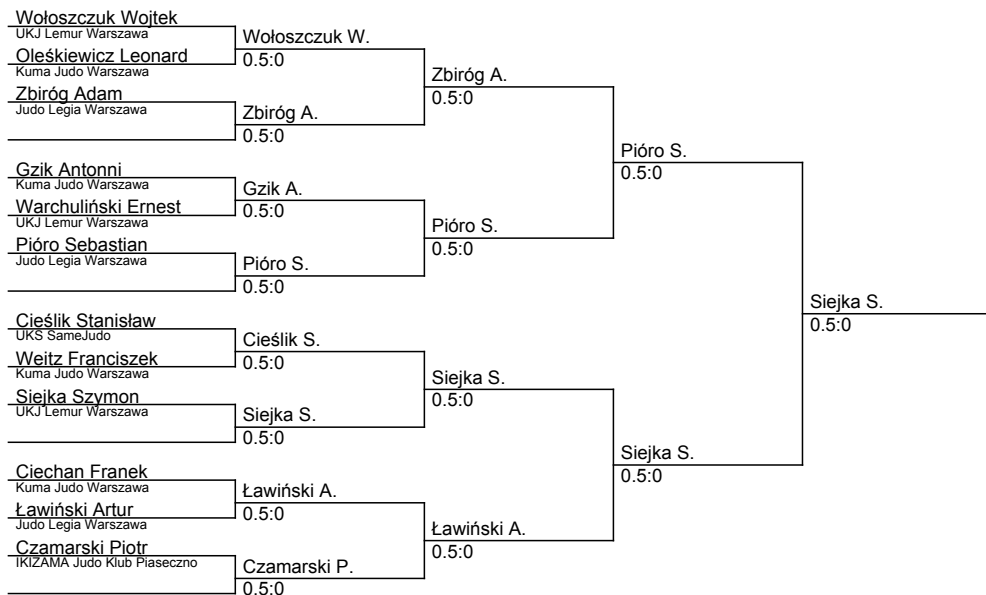 Wołoszczuk Wojtek
UKJ Lemur Warszawa
Oleśkiewicz Leonard
Kuma Judo Warszawa
Zbiróg Adam
Judo Legia Warszawa
Gzik Antonni
Kuma Judo Warszawa
Warchuliński Ernest
UKJ Lemur Warszawa
Pióro Sebastian
Judo Legia Warszawa
Cieślik Stanisław
UKS SameJudo
Weitz Franciszek
Kuma Judo Warszawa
Siejka Szymon
UKJ Lemur Warszawa
Ciechan Franek
Kuma Judo Warszawa
Ławiński Artur
Judo Legia Warszawa
Czamarski Piotr
IKIZAMA Judo Klub Piaseczno
Wołoszczuk W.
0.5:0
Zbiróg A.
0.5:0
Gzik A.
0.5:0
Pióro S.
0.5:0
Cieślik S.
0.5:0
Siejka S.
0.5:0
Ławiński A.
0.5:0
Czamarski P.
0.5:0
Zbiróg A.
0.5:0
Pióro S.
0.5:0
Siejka S.
0.5:0
Ławiński A.
0.5:0
Pióro S.
0.5:0
Siejka S.
0.5:0
Siejka S.
0.5:0